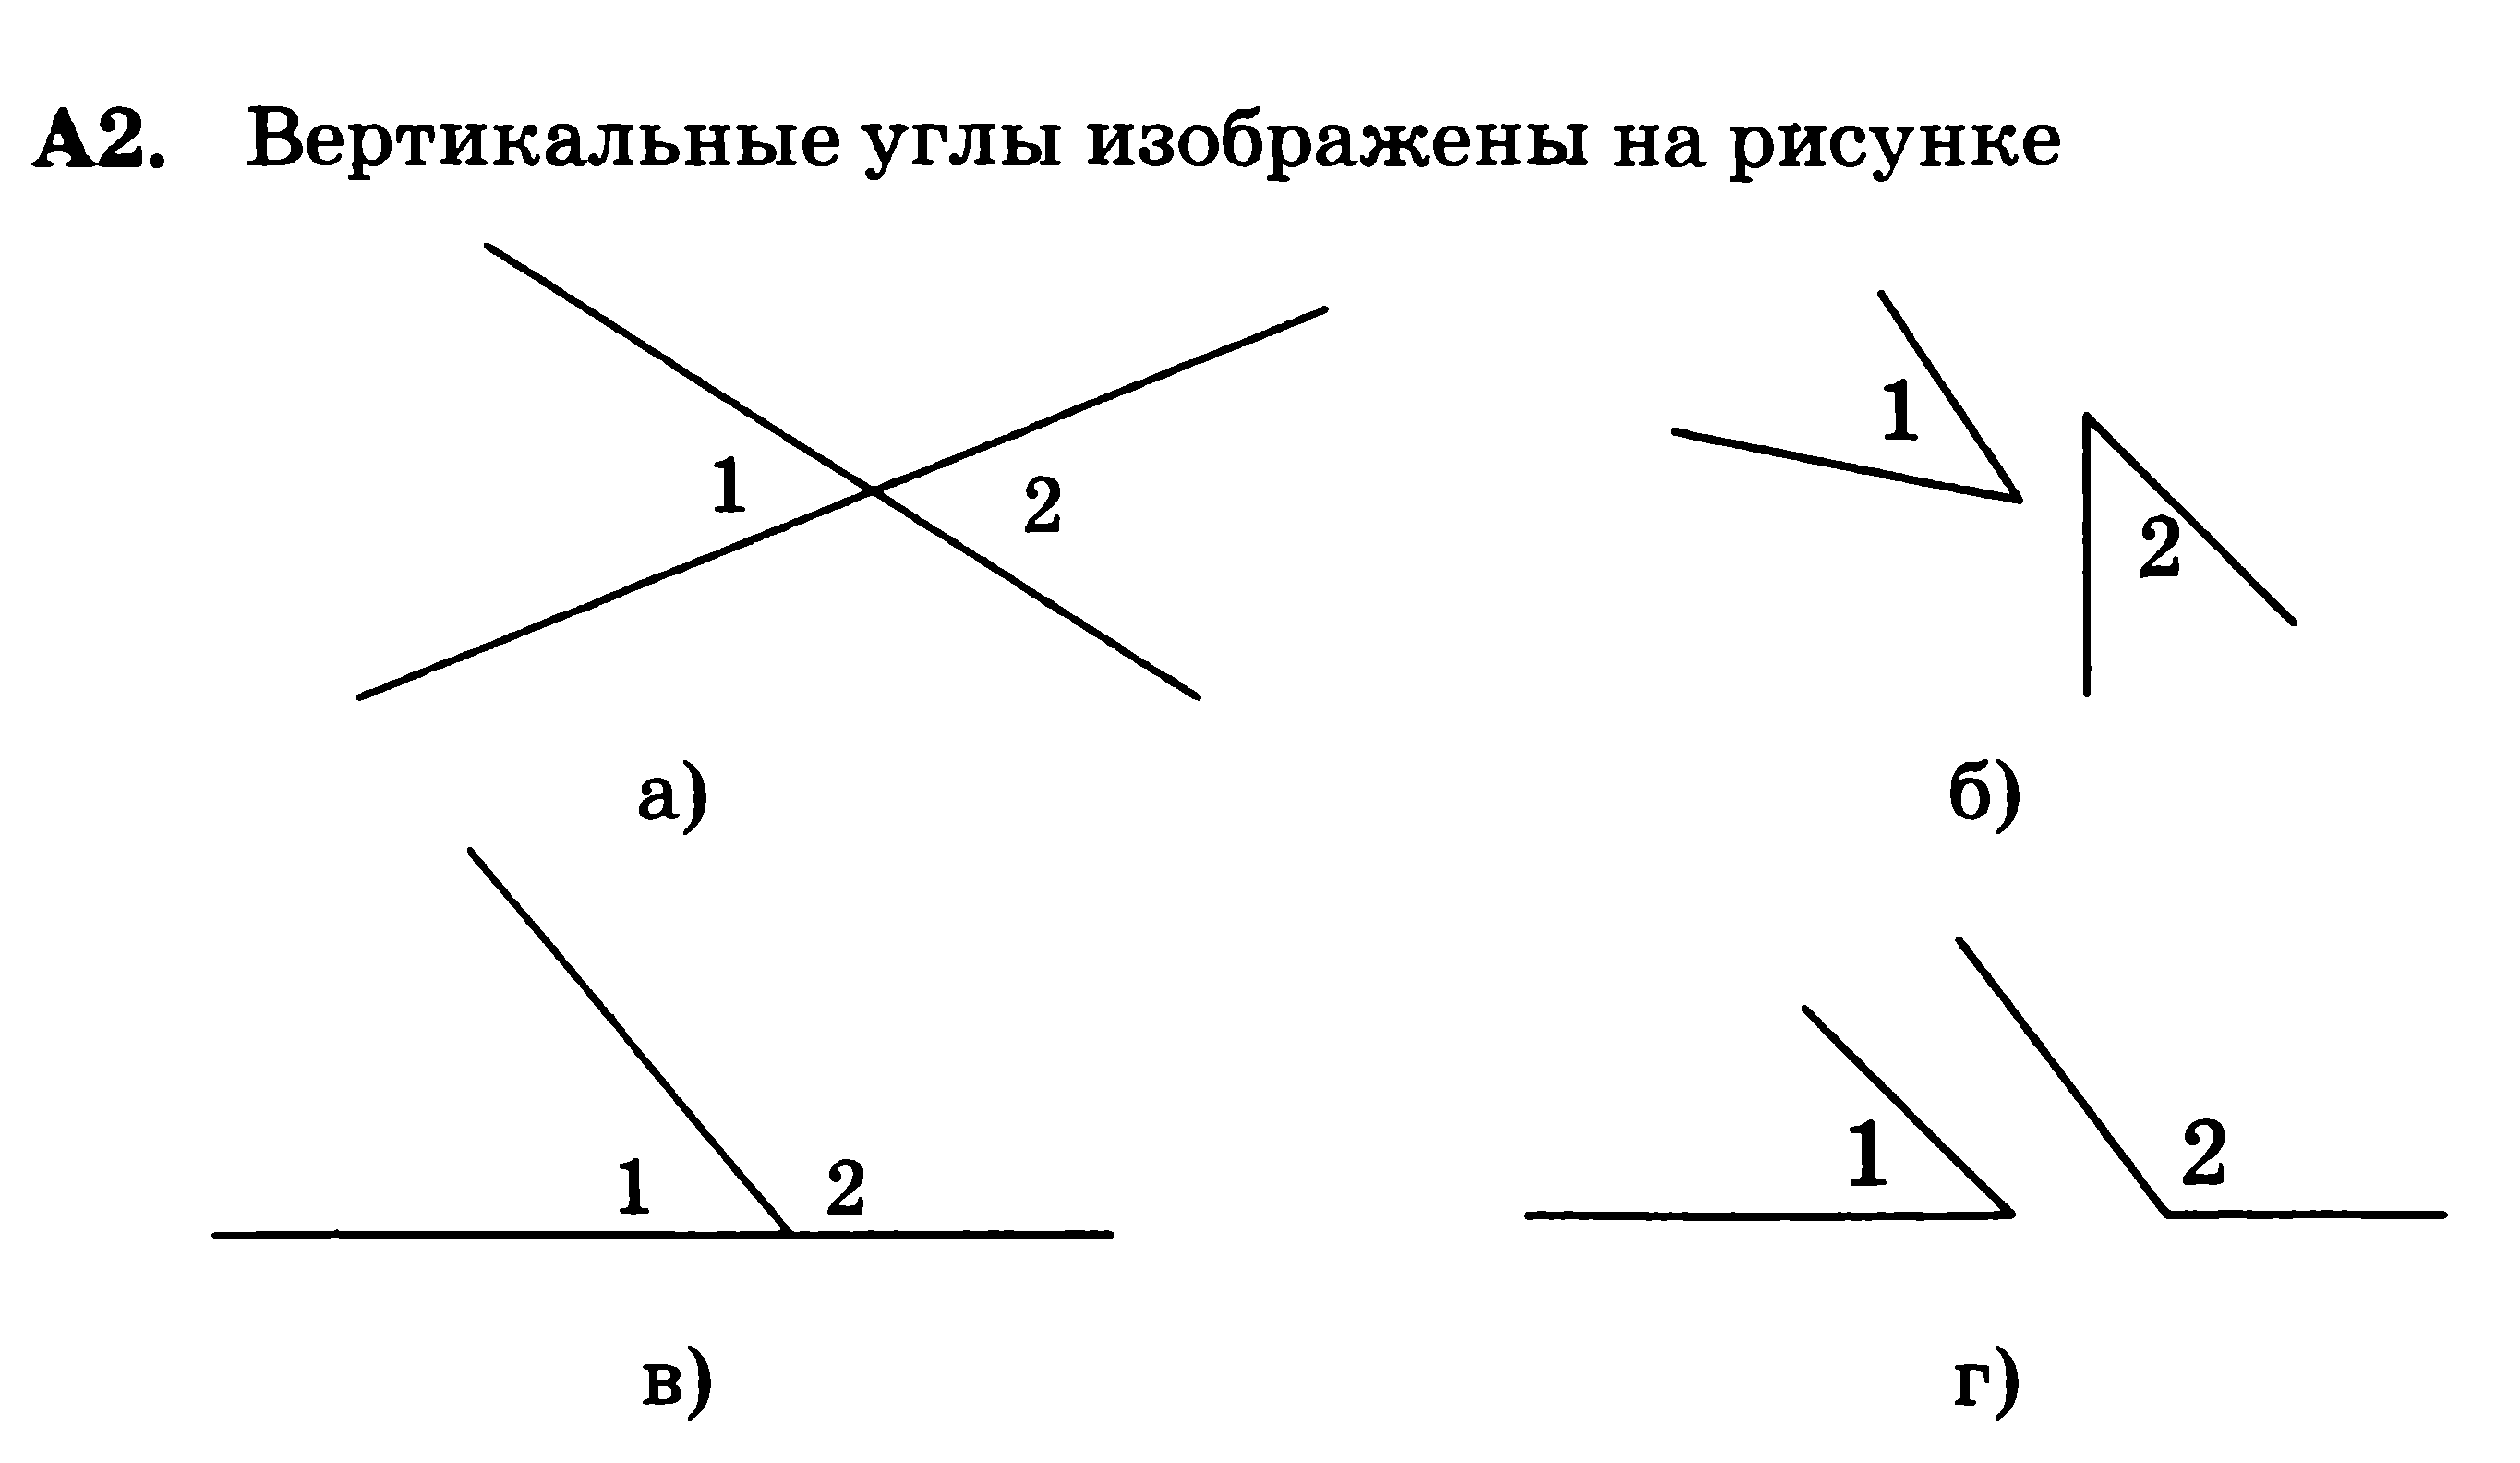 А2. Вертикальные углы изображены на рисунке
1 2
1
2
а) б)
1 2
1 2
в) г)